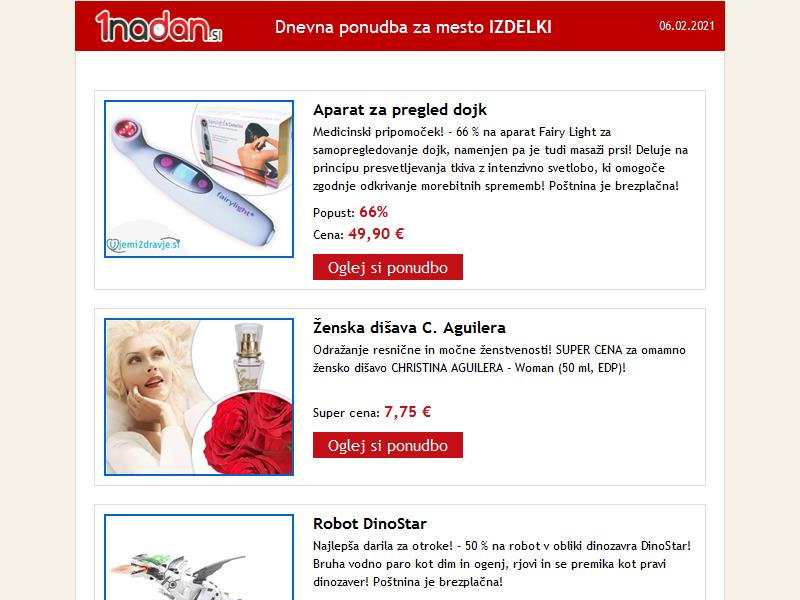 1nadan.si
Dnevna ponudba za mesto IZDELKI
06.02.2021
Aparat za pregled dojk
Medicinski pripomoček! - 66 % na aparat Fairy Light za
samopregledovanje dojk, namenjen pa je tudi masaži prsi! Deluje na
principu presvetljevanja tkiva z intenzivno svetlobo, ki omogoče
zgodnje odkrivanje morebitnih sprememb! Poštnina je brezplačna!
Popust: 66%
Cena: 49,90 €
Oglej si ponudbo
fairylight
UjemiZdravje.si
Ženska dišava C. Aguilera
Odražanje resnične in močne ženstvenosti! SUPER CENA za omamno
žensko dišavo CHRISTINA AGUILERA - Woman (50 ml, EDP)!
Super cena: 7,75 €
Oglej si ponudbo
Robot DinoStar
Najlepša darila za otroke! - 50 % na robot v obliki dinozavra DinoStar!
Bruha vodno paro kot dim in ogenj, rjovi in se premika kot pravi
dinozaver! Poštnina je brezplačna!